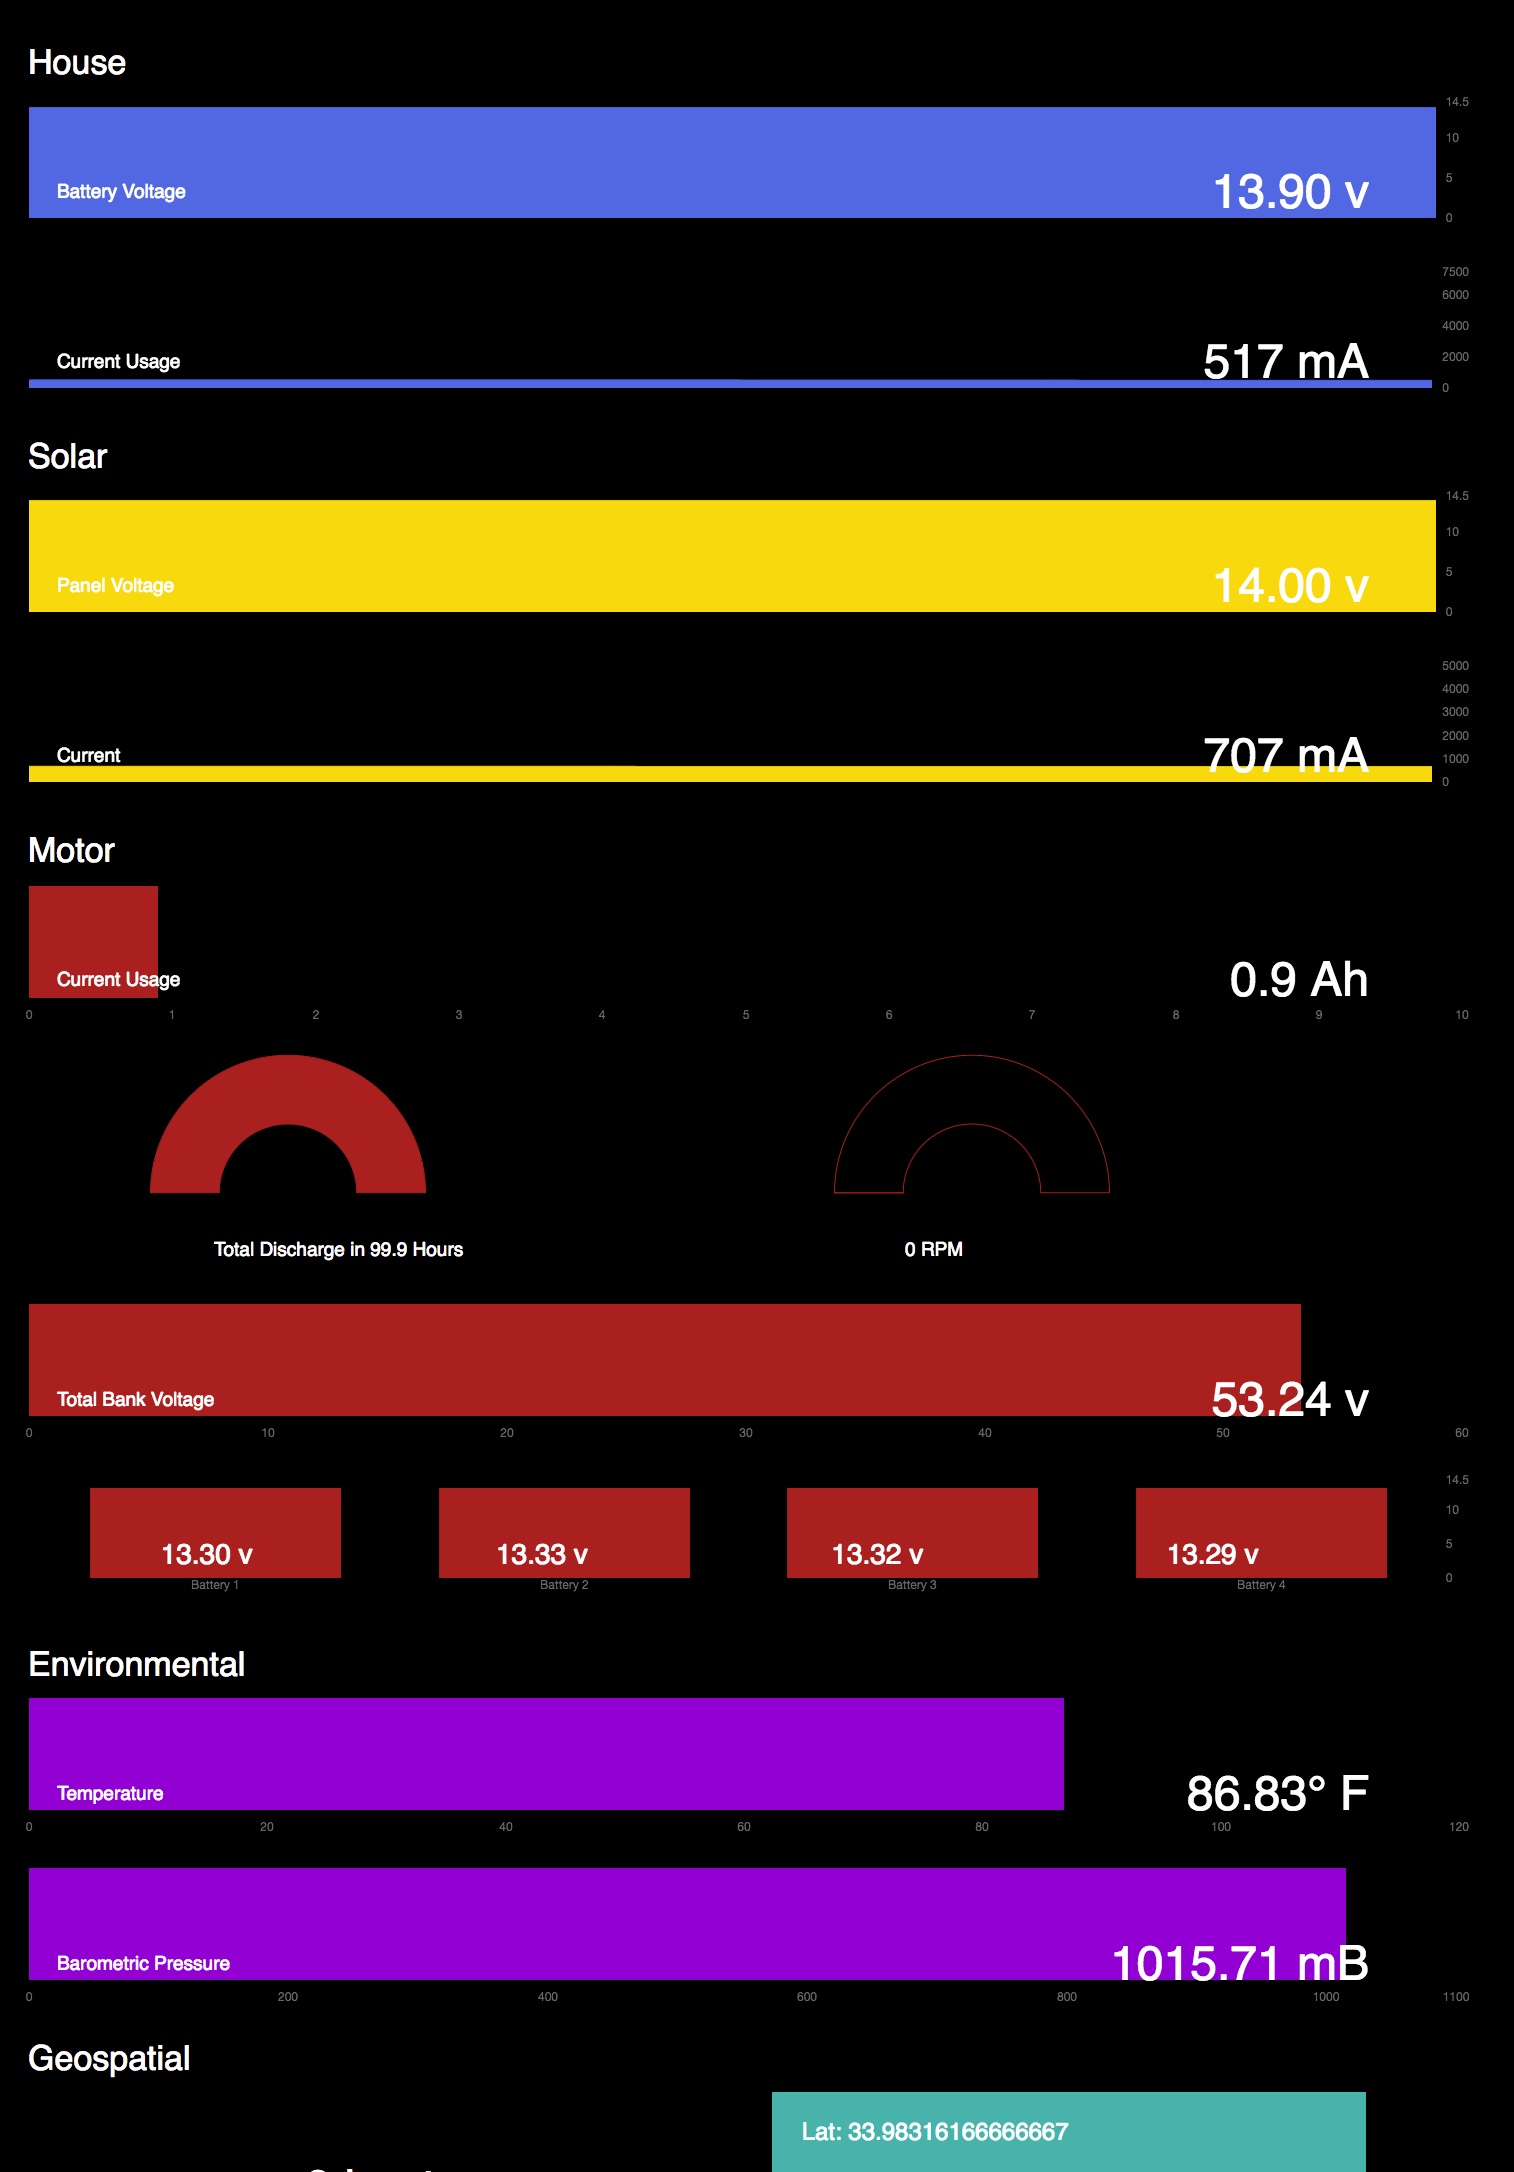 House
14.5
10
5
0
Battery Voltage
13.90 v
7500
6000
4000
2000
0
Current Usage
517 mA
Solar
14.5
10
5
0
Panel Voltage
14.00 v
5000
4000
3000
2000
1000
0
Current
707 mA
Motor
Current Usage
0.9 Ah
0 1 2 3 4 5 6 7 8 9 10
Total Discharge in 99.9 Hours
0 RPM
Total Bank Voltage
53.24 v
0 10 20 30 40 50 60
14.5
10
5
0
13.30 v 13.33 v 13.32 v 13.29 v
Battery 1 Battery 2 Battery 3 Battery 4
Environmental
Temperature
86.83° F
0 20 40 60 80 100 120
Barometric Pressure
1015.71 mB
0 200 400 600 800 1000 1100
Geospatial
Lat: 33.98316166666667